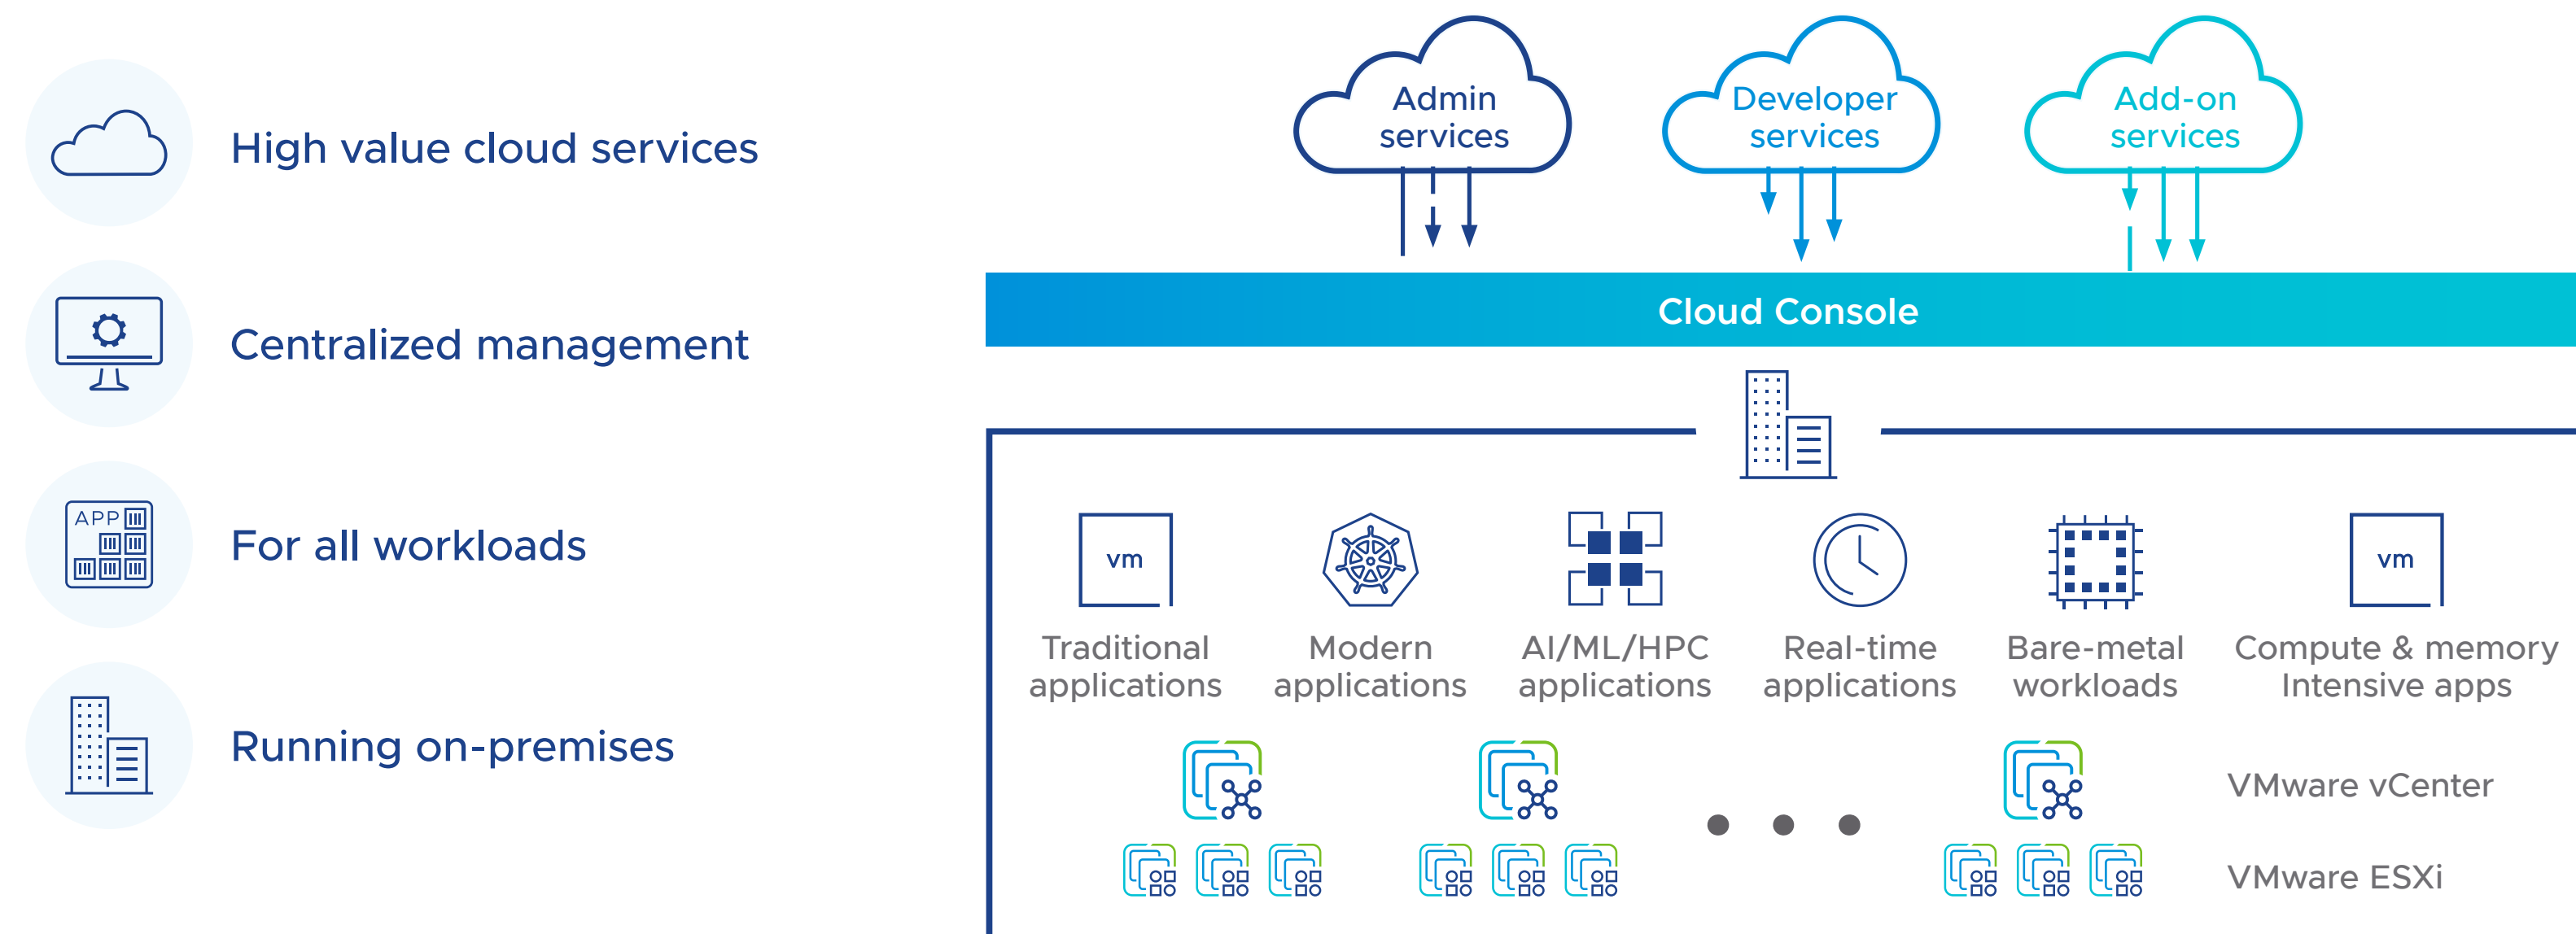 High value cloud services
Centralized management
APP
For all workloads
Running on-premises
Admin
services
Developer
services
Add-on
services
Cloud Console
vm
vm
Traditional
applications
Modern
applications
AI/ML/HPC
applications
Real-time
applications
Bare-metal
workloads
Compute & memory
Intensive apps
VMware vCenter
VMware ESXi